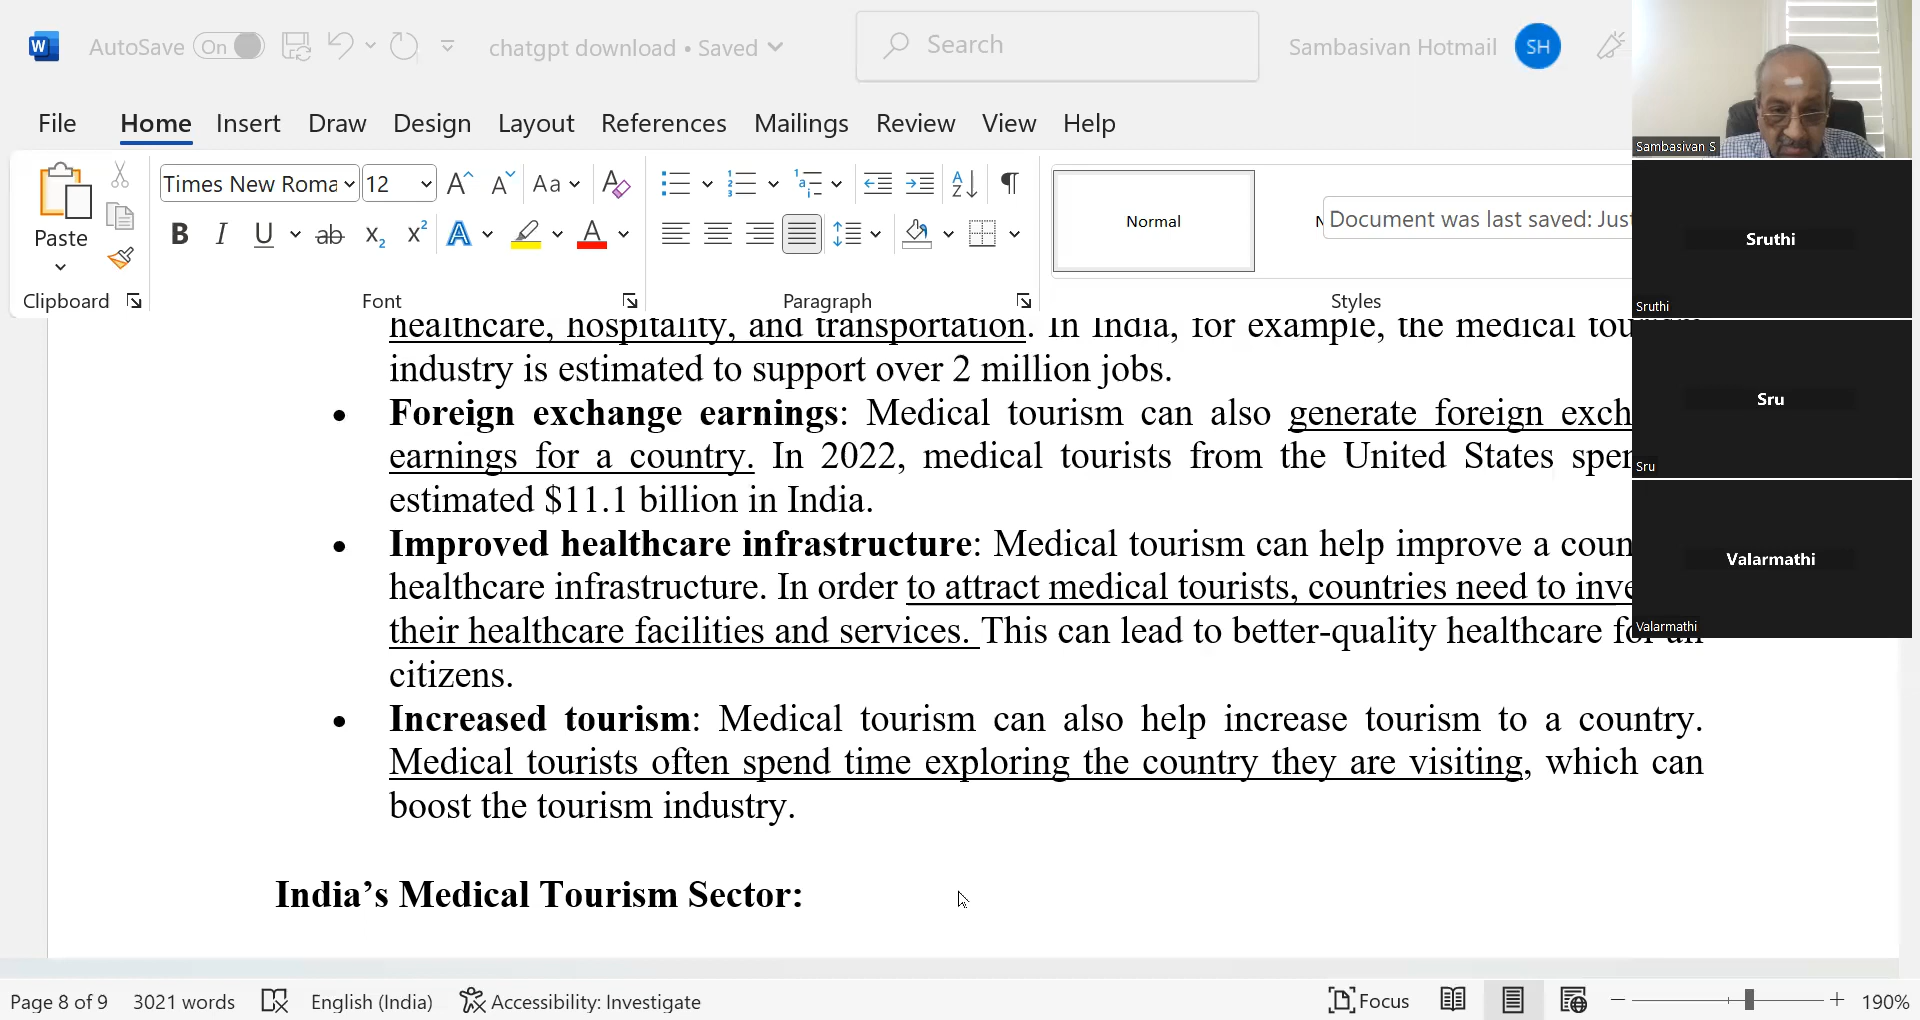 AutoSave On chatgpt download • Saved Search Sambasivan Hotmail SH
File Home Insert Draw Design Layout References Mailings Review View Help
Times New Roma 12
Paste
Clipboard Font Paragraph Styles
Normal
Document was last saved: Just
Sambasivan S
Sruthi
Sruthi
Sru
Sru
Valarmathi
Valarmathi
healthcare, hospitality, and transportation. In India, for example, the medical
industry is estimated to support over 2 million jobs.
• Foreign exchange earnings: Medical tourism can also generate foreign exch
earnings for a country. In 2022, medical tourists from the United States spen
estimated $11.1 billion in India.
• Improved healthcare infrastructure: Medical tourism can help improve a coun
healthcare infrastructure. In order to attract medical tourists, countries need to inve
their healthcare facilities and services. This can lead to better-quality healthcare for all
citizens.
• Increased tourism: Medical tourism can also help increase tourism to a country.
Medical tourists often spend time exploring the country they are visiting, which can
boost the tourism industry.
India’s Medical Tourism Sector:
Page 8 of 9 3021 words English (India) Accessibility: Investigate Focus 190%